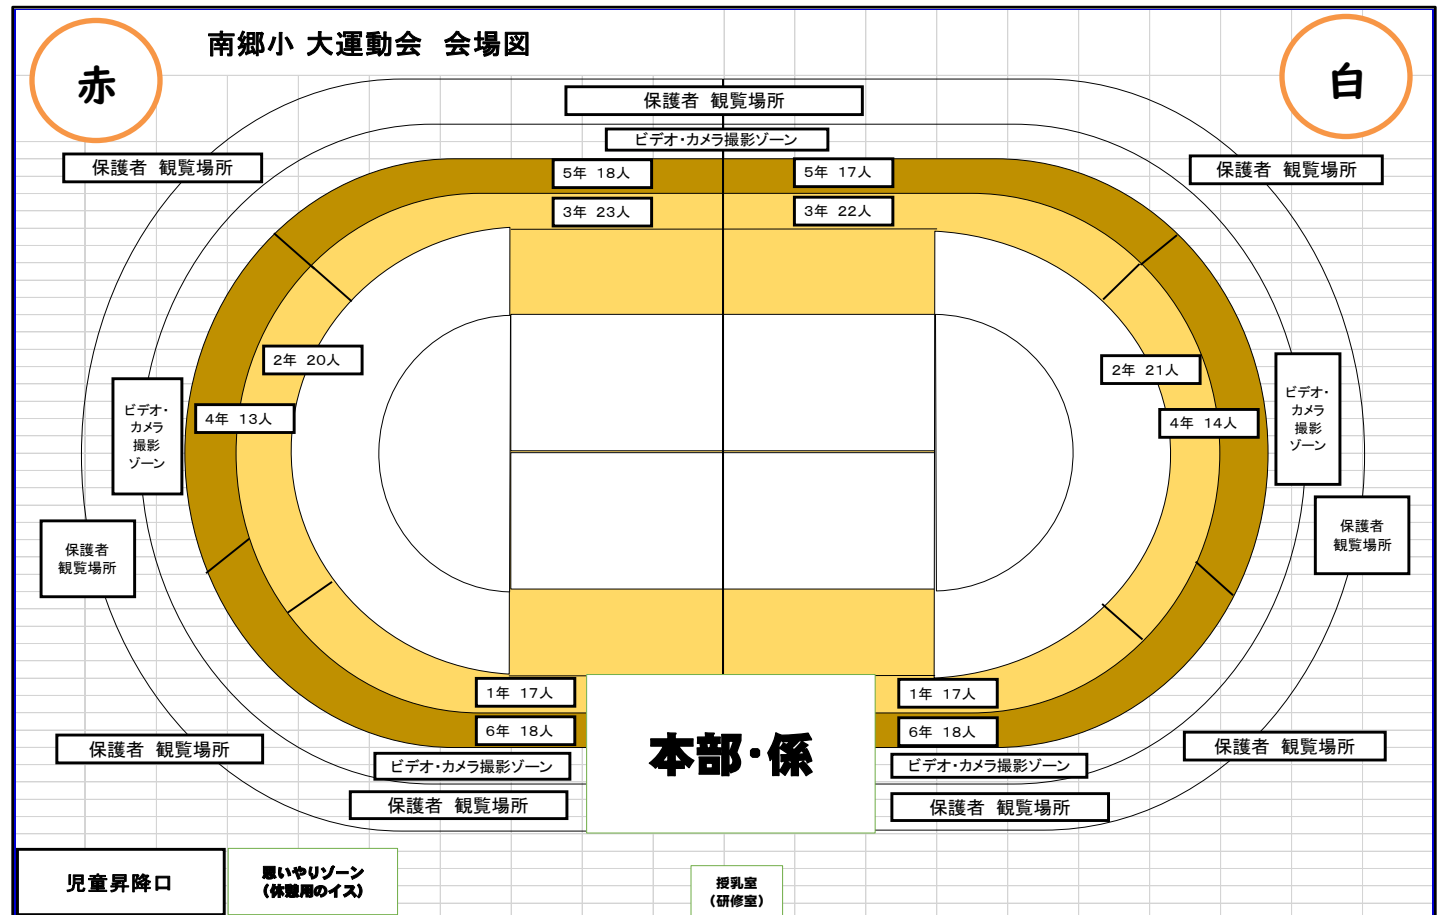 南郷小 大運動会 会場図
赤
白
保護者 観覧場所
ビデオ・カメラ撮影ゾーン
保護者 観覧場所
保護者 観覧場所
5年 18人
5年 17人
3年 23人
3年 22人
2年 20人
2年 21人
ビデオ・
カメラ
撮影
ゾーン
4年 13人
4年 14人
ビデオ・
カメラ
撮影
ゾーン
保護者
観覧場所
保護者
観覧場所
1年 17人
1年 17人
6年 18人
6年 18人
本部・係
保護者 観覧場所
保護者 観覧場所
ビデオ・カメラ撮影ゾーン
ビデオ・カメラ撮影ゾーン
保護者 観覧場所
保護者 観覧場所
児童昇降口
思いやりゾーン
（休憩用のイス）
授乳室
（研修室）